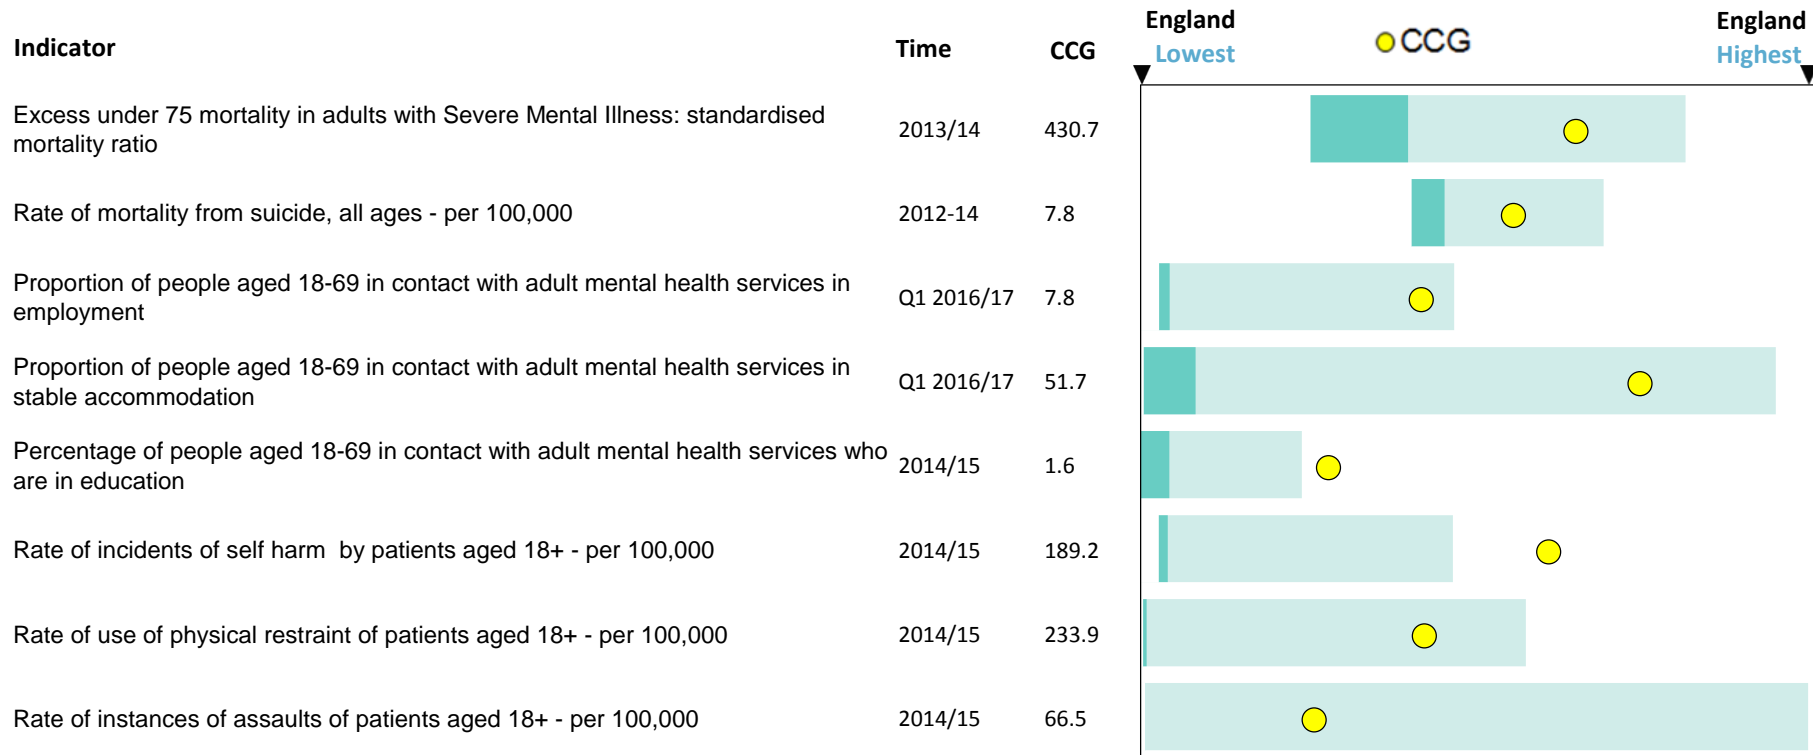 Indicator Time CCG England Lowest CCG England Highest
Excess under 75 mortality in adults with Severe Mental Illness: standardised
mortality ratio
2013/14 430.7
Rate of mortality from suicide, all ages - per 100,000 2012-14 7.8
Proportion of people aged 18-69 in contact with adult mental health services in
employment
Q1 2016/17 7.8
Proportion of people aged 18-69 in contact with adult mental health services in
stable accommodation
Q1 2016/17 51.7
Percentage of people aged 18-69 in contact with adult mental health services who
are in education
2014/15 1.6
Rate of incidents of self harm  by patients aged 18+ - per 100,000 2014/15 189.2
Rate of use of physical restraint of patients aged 18+ - per 100,000 2014/15 233.9
Rate of instances of assaults of patients aged 18+ - per 100,000 2014/15 66.5